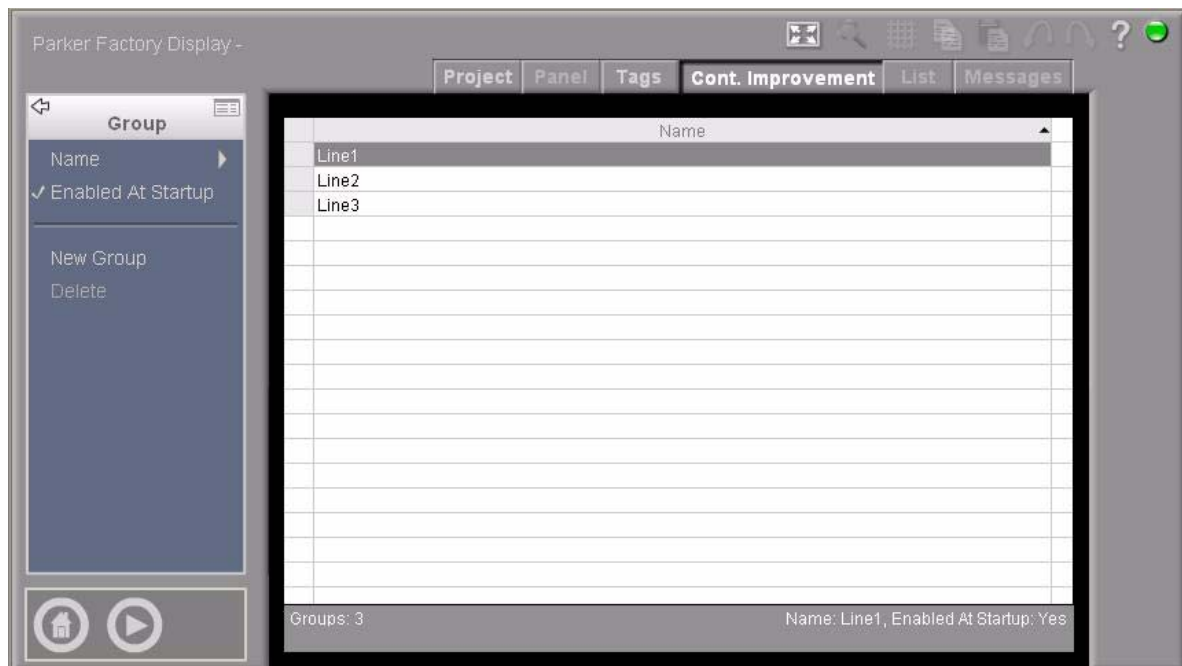 Parker Factory Display -
?
Project Panel Tags Cont. Improvement List Messages
Group
Name
Enabled At Startup
New Group
Delete
Name
Line1
Line2
Line3
Groups: 3
Name: Line1, Enabled At Startup: Yes